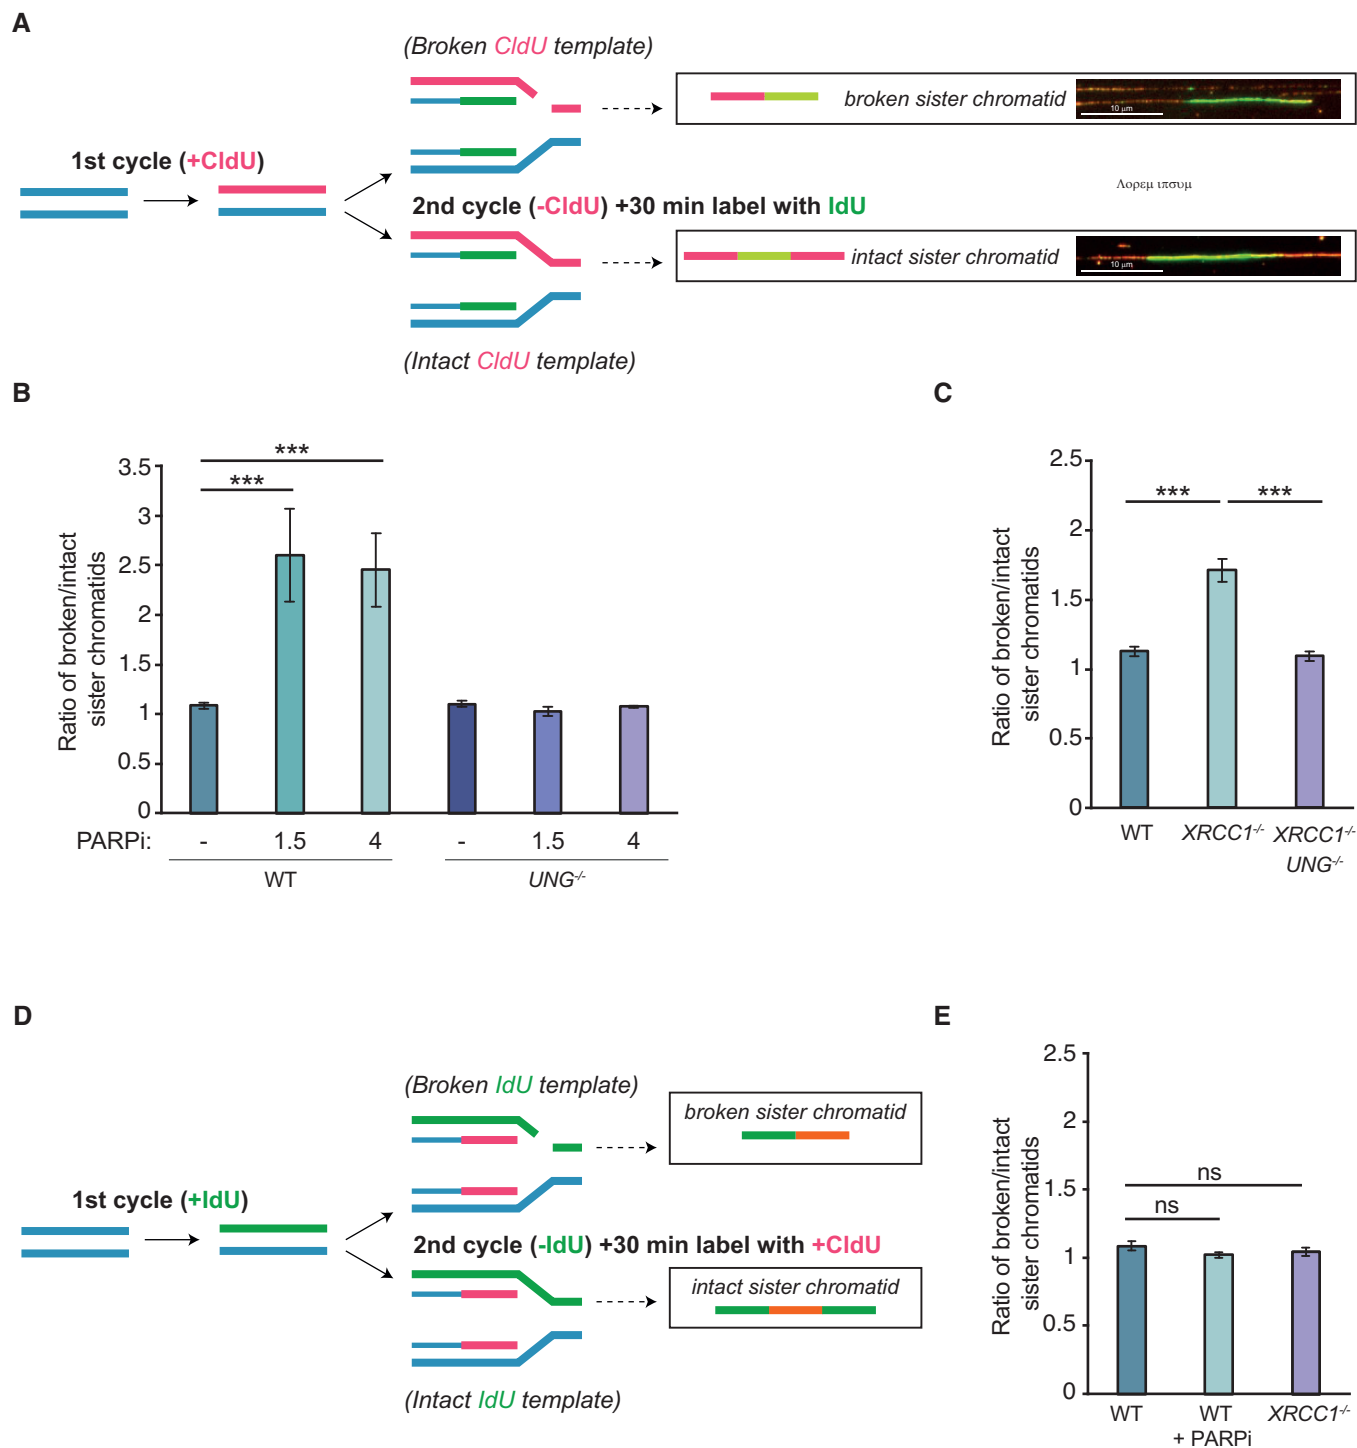 A
(Broken CldU template)
broken sister chromatid
10 μm
1st cycle (+CldU)
Λορεμ ιπσυμ
2nd cycle (-CldU) +30 min label with IdU
intact sister chromatid
10 μm
(Intact CldU template)
B
Ratio of broken/intact
sister chromatids
3.5
3
2.5
2
1.5
1
0.5
0
***
***
PARPi:
-
1.5
4
-
1.5
4
WT
UNG-/-
C
Ratio of broken/intact
sister chromatids
2.5
2
1.5
1
0.5
0
***
***
WT
XRCC1-/-
XRCC1-/-
UNG-/-
D
(Broken IdU template)
broken sister chromatid
1st cycle (+IdU)
2nd cycle (-IdU) +30 min label with +CldU
intact sister chromatid
(Intact IdU template)
E
Ratio of broken/intact
sister chromatids
2.5
2
1.5
1
0.5
0
ns
ns
WT
WT
+ PARPi
XRCC1-/-